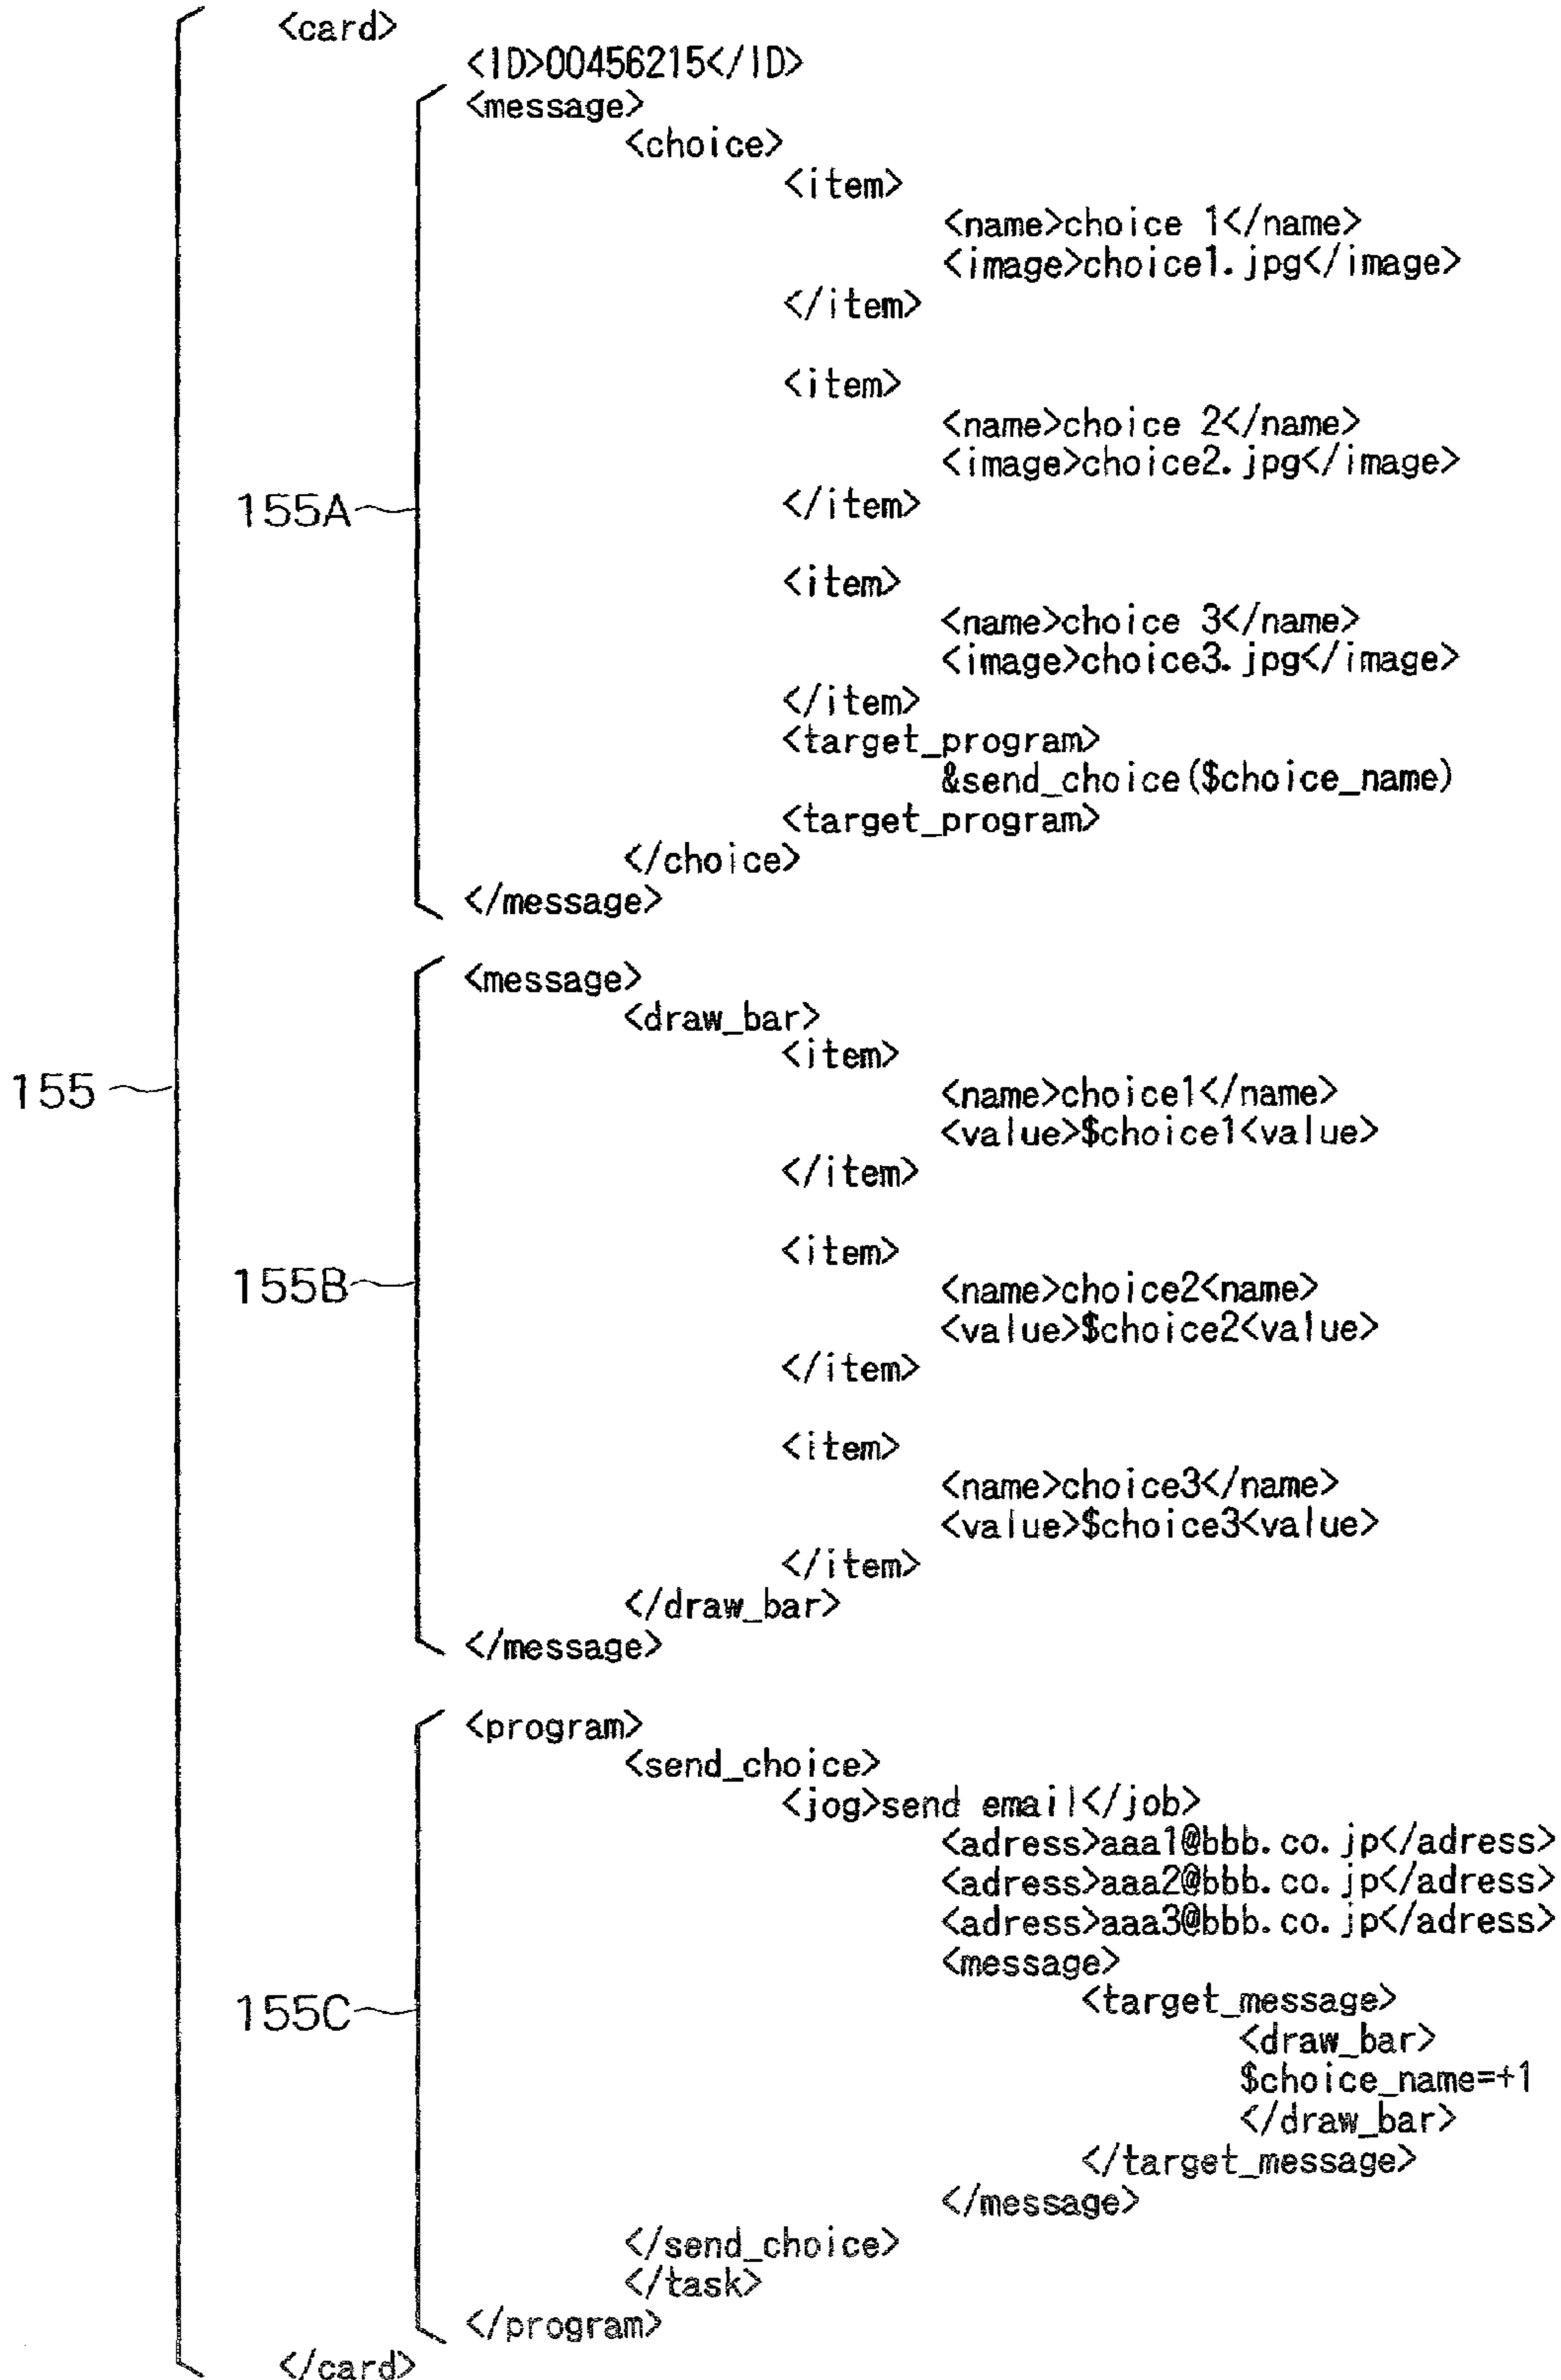 <card>
<ID>00456215</ID>
<message>
<choice>
<item>
<name>choice 1</name>
<image>choice1.jpg</image>
</item>
<item>
<name>choice 2</name>
<image>choice2.jpg</image>
</item>
155A
<item>
<name>choice 3</name>
<image>choice3.jpg</image>
</item>
<target_program>
&send_choice($choice_name)
<target_program>
</choice>
</message>
<message>
<draw_bar>
<item>
155
<name>choice1</name>
<value>$choice1<value>
</item>
<item>
155B
<name>choice2<name>
<value>$choice2<value>
</item>
<item>
<name>choice3</name>
<value>$choice3<value>
</item>
</draw_bar>
</message>
<program>
<send_choice>
<jog>send email</job>
<adress>aaa1@bbb.co.jp</adress>
<adress>aaa2@bbb.co.jp</adress>
<adress>aaa3@bbb.co.jp</adress>
<message>
<target_message>
155C
<draw_bar>
$choice_name=+1
</draw_bar>
</target_message>
</message>
</send_choice>
</task>
</program>
</card>